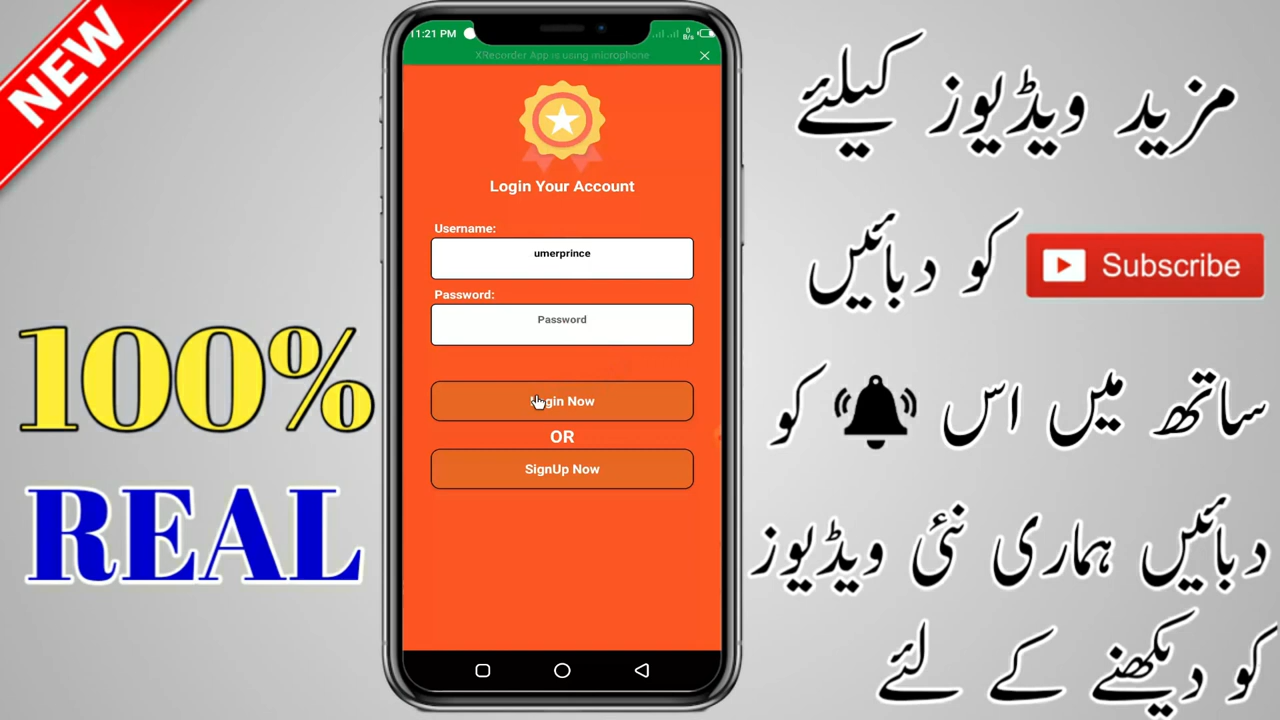 NEW
100%
REAL
11:21 PM
0
B/s
XRecorder App is using microphone
Login Your Account
Username:
umerprince
Password:
Password
Login Now
OR
SignUp Now
مزید ویڈیوز کیلئے
Subscribe کو دبائیں
ساتھ میں اس کو
دبائیں ہماری نئی ویڈیوز
کو دیکھنے کے لئے